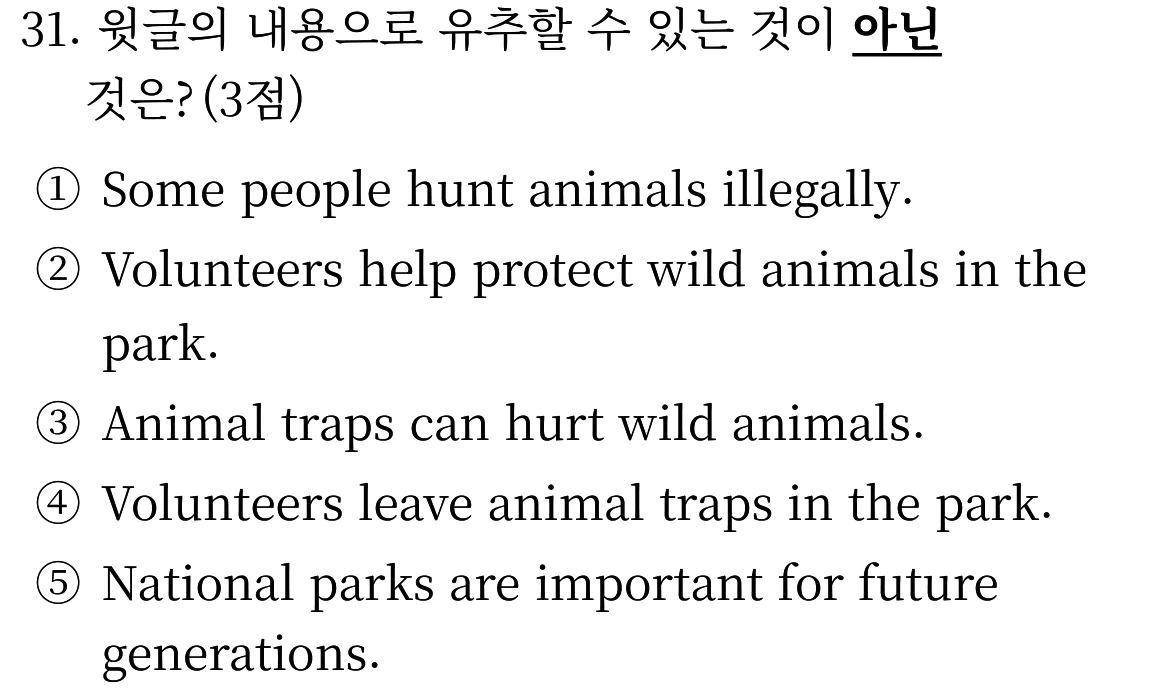 31. 윗글의 내용으로 유추할 수 있는 것이 아닌
것은? (3점)
① Some people hunt animals illegally.
② Volunteers help protect wild animals in the
park.
③ Animal traps can hurt wild animals.
④ Volunteers leave animal traps in the park.
⑤ National parks are important for future
generations.